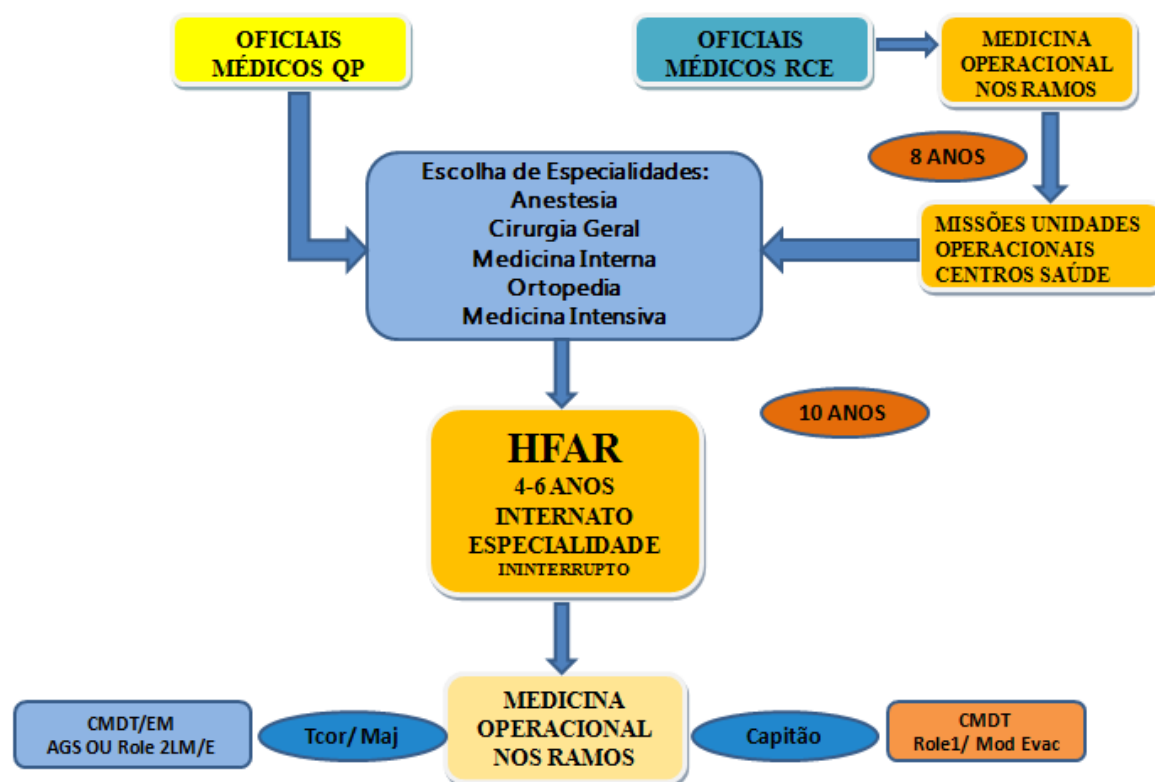 OFICIAIS
MÉDICOS QP
OFICIAIS
MÉDICOS RCE
MEDICINA
OPERACIONAL
NOS RAMOS
8 ANOS
MISSÕES UNIDADES
OPERACIONAIS
CENTROS SAÚDE
Escolha de Especialidades:
Anestesia
Cirurgia Geral
Medicina Interna
Ortopedia
Medicina Intensiva
10 ANOS
HFAR
4-6 ANOS
INTERNATO
ESPECIALIDADE
ININTERRUPTO
CMDT/EM
AGS OU Role 2LM/E
Tcor/ Maj
MEDICINA
OPERACIONAL
NOS RAMOS
Capitão
CMDT
Role1/ Mod Evac